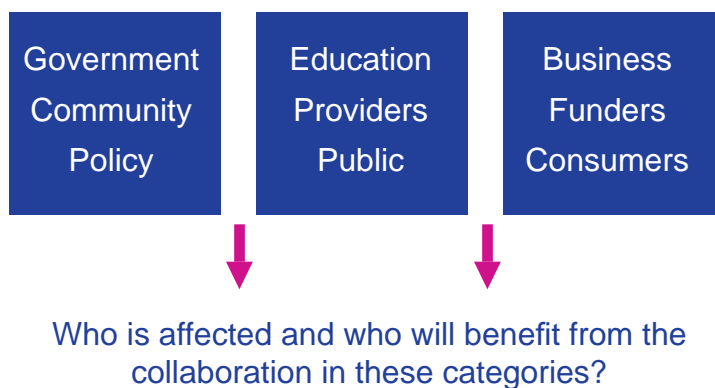 Government
Community
Policy
Education
Providers
Public
Business
Funders
Consumers
Who is affected and who will benefit from the
collaboration in these categories?